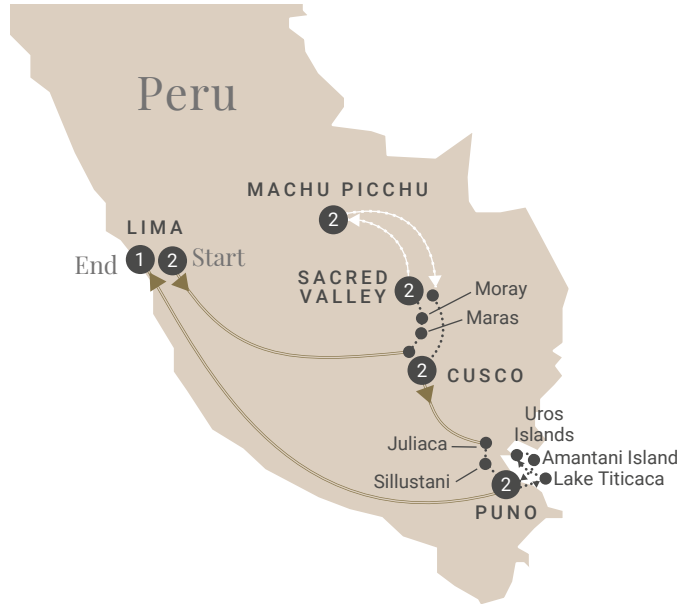 Peru
MACHU PICCHU
2
LIMA
End
1
2
Start
SACRED
VALLEY
2
Moray
Maras
2
CUSCO
Uros
Islands
Juliaca
Amantani Island
Sillustani
Lake Titicaca
2
PUNO